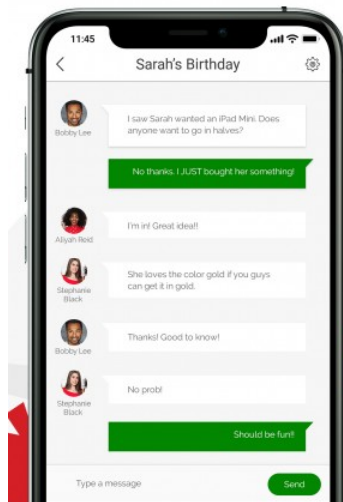 11:45
Sarah's Birthday
I saw Sarah wanted an iPad Mini. Does
anyone want to go in halves?
Bobby Lee
No thanks. I JUST bought her something!
I'm in! Great idea!!
Aliyah Reid
She loves the color gold if you guys
can get it in gold.
Stephanie
Black
Thanks! Good to know!
Bobby Lee
No prob!
Stephanie
Black
Should be fun!!
Type a message
Send